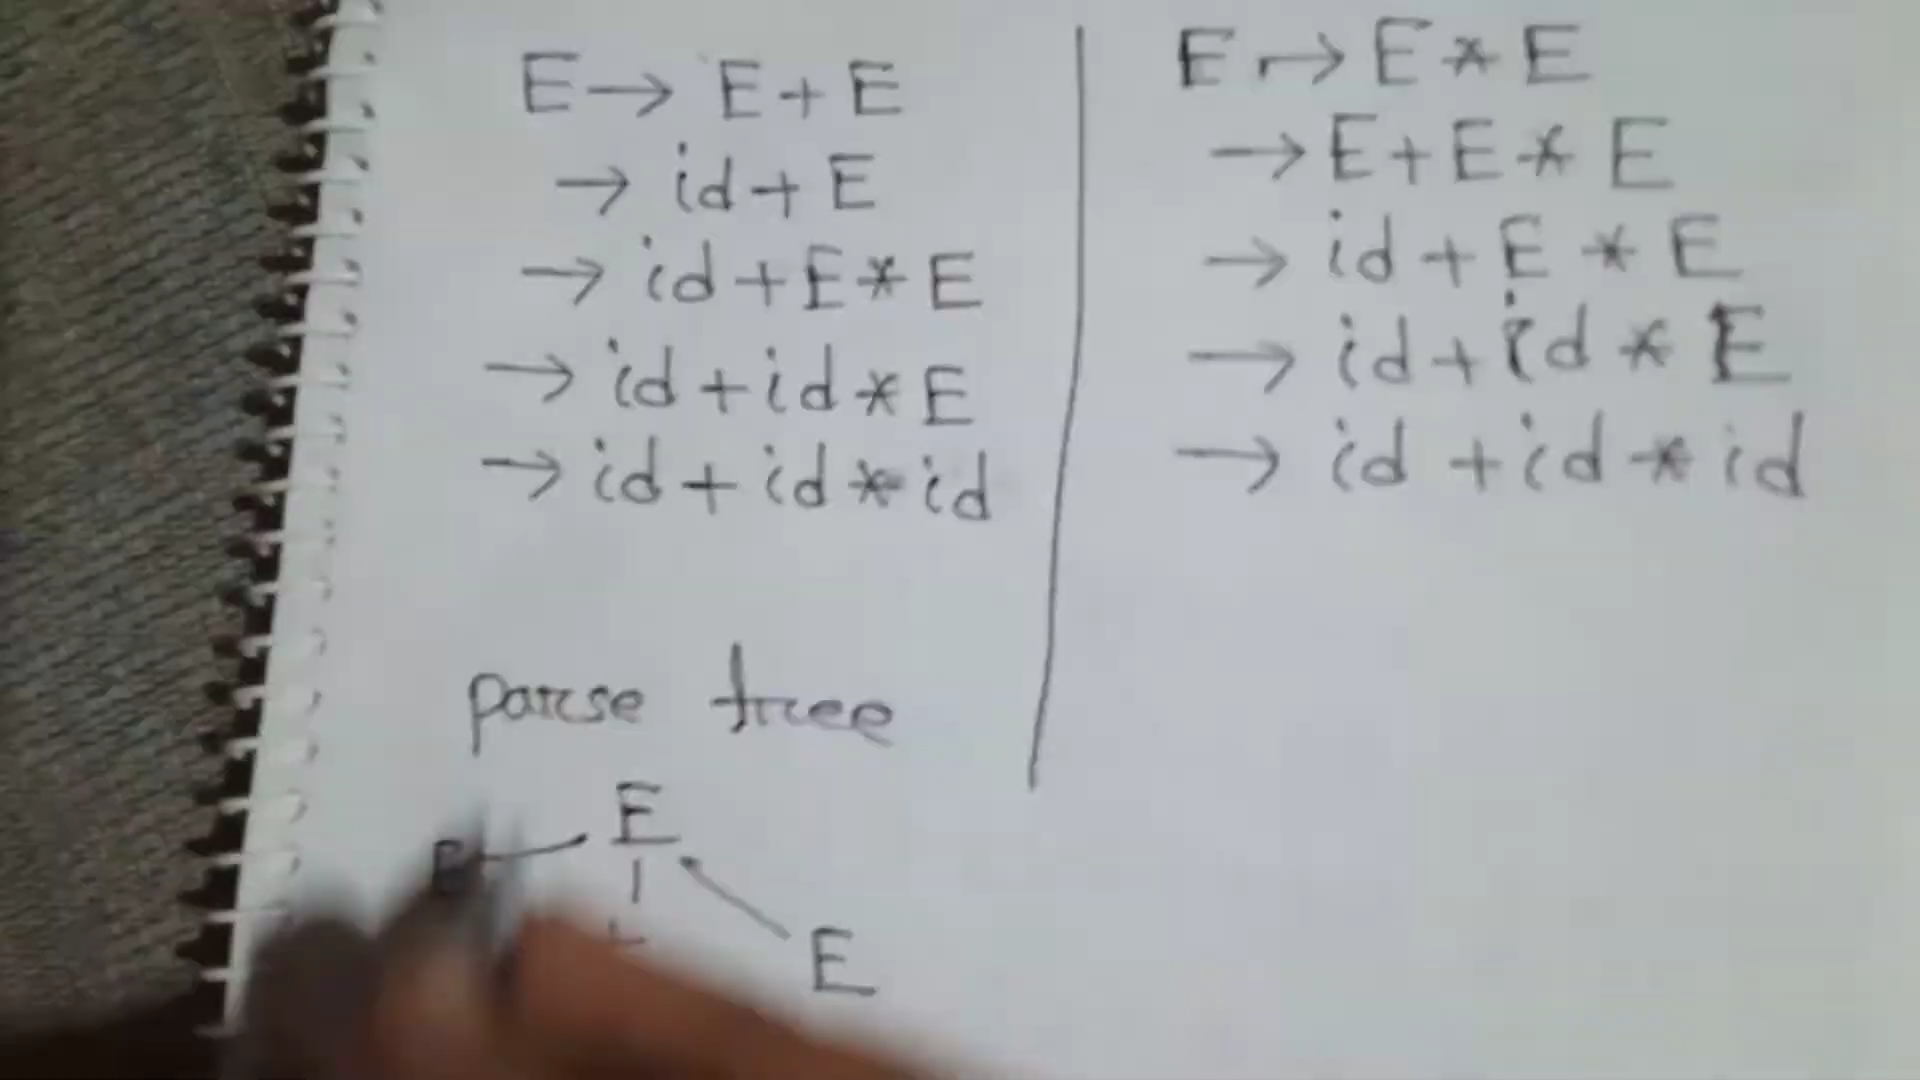 E → E + E
→ id + E
→ id + E * E
→ id + id * E
→ id + id * id
E → E * E
→ E + E * E
→ id + E * E
→ id + id * E
→ id + id * id
parse tree
E
E